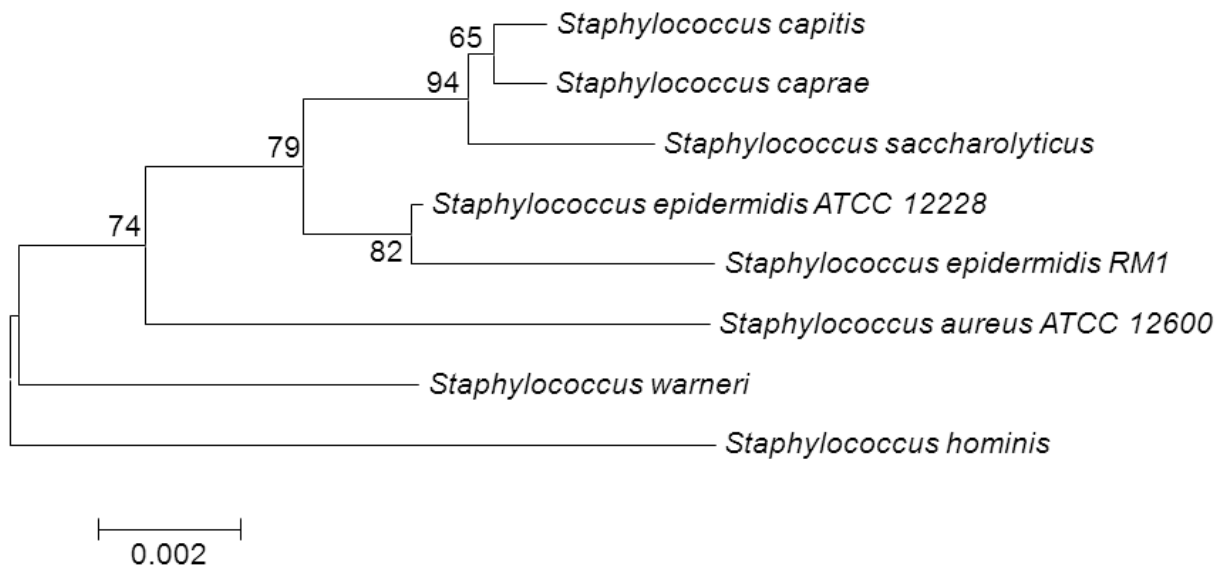 65
Staphylococcus capitis
94
Staphylococcus caprae
79
Staphylococcus saccharolyticus
74
Staphylococcus epidermidis ATCC 12228
82
Staphylococcus epidermidis RM1
Staphylococcus aureus ATCC 12600
Staphylococcus warneri
Staphylococcus hominis
0.002